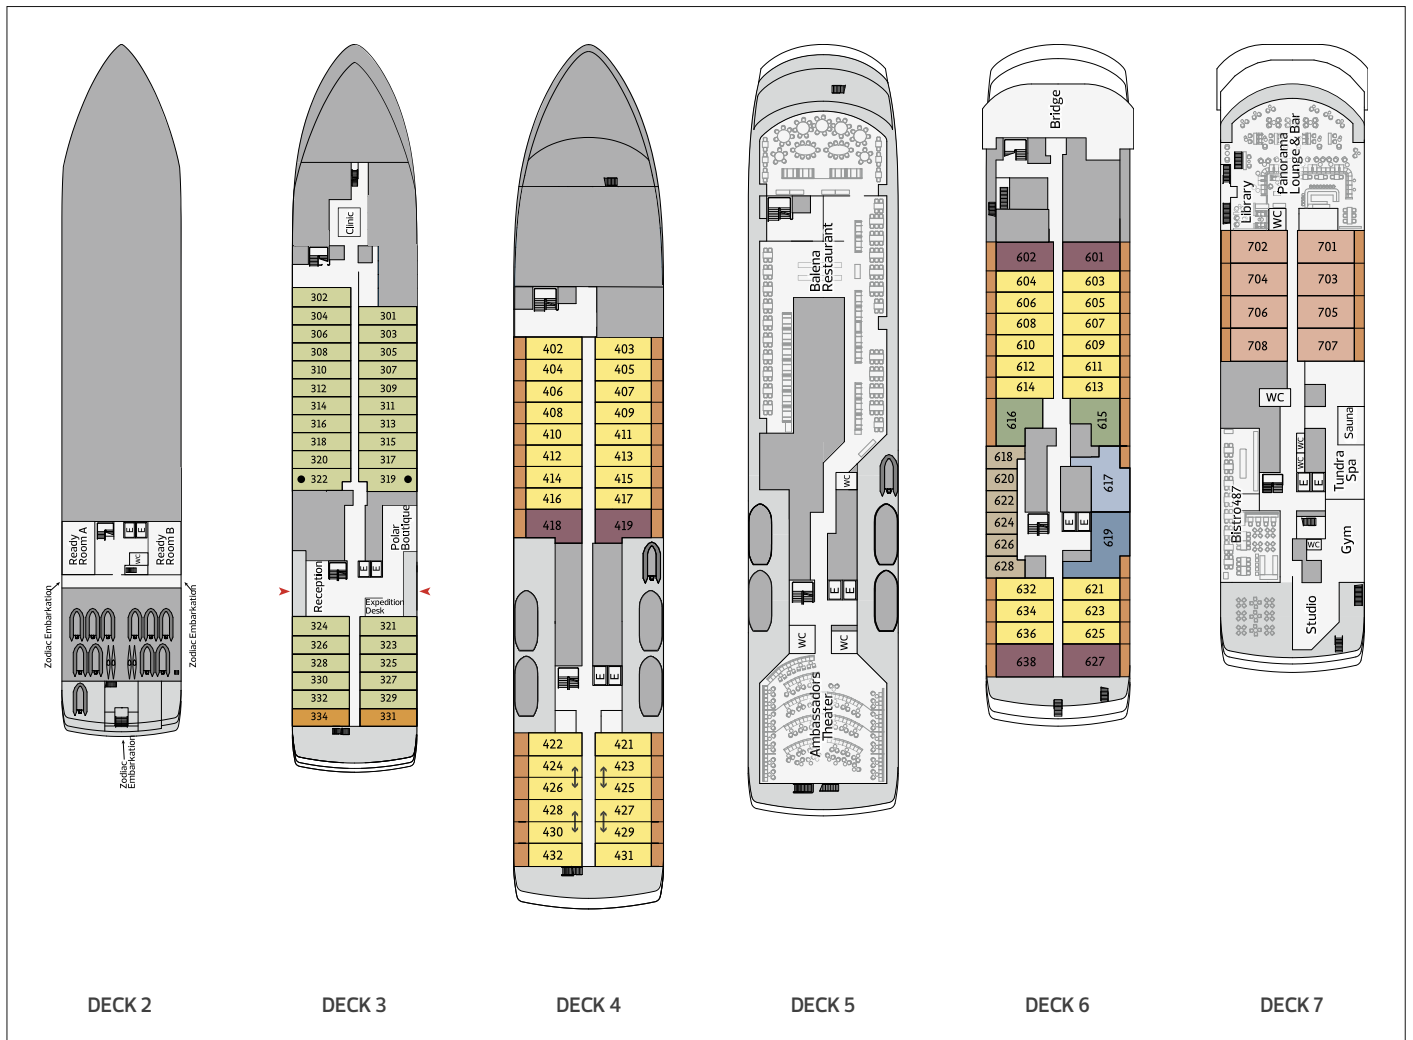 Ready
Room A
E E
WC
Ready
Room B
Zodiac Embarkation
Zodiac Embarkation
Zodiac
Embarkation
DECK 2
Clinic
302
304 301
306 303
308 305
310 307
312 309
314 311
316 313
318 315
320 317
322 319
Polar
Boutique
E E
Reception
Expedition
Desk
324 321
326 323
328 325
330 327
332 329
334 331
DECK 3
402 403
404 405
406 407
408 409
410 411
412 413
414 415
416 417
418 419
E E
422 421
424 423
426 425
428 427
430 429
432 431
DECK 4
Balena
Restaurant
WC
E E
WC WC
Ambassadors
Theater
DECK 5
Bridge
602 601
604 603
606 605
608 607
610 609
612 611
614 613
616 615
618
620 617
622
624 E E 619
626
628
632 621
634 623
636 625
638 627
DECK 6
Panorama
Lounge & Bar
Library
WC
702 701
704 703
706 705
708 707
WC
Sauna
WC
WC
Tundra
Spa
E E
Bistro487
WC
Gym
Studio
DECK 7